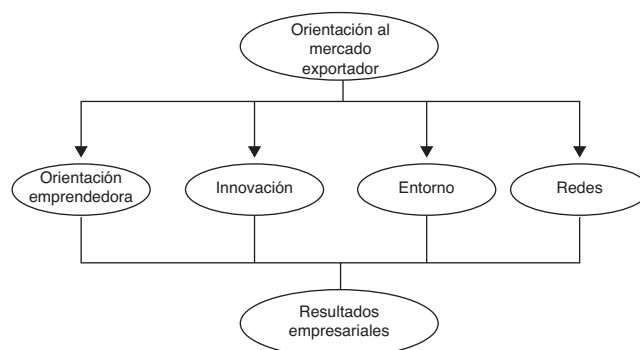 Orientación al
mercado
exportador
Orientación
emprendedora
Innovación
Entorno
Redes
Resultados
empresariales